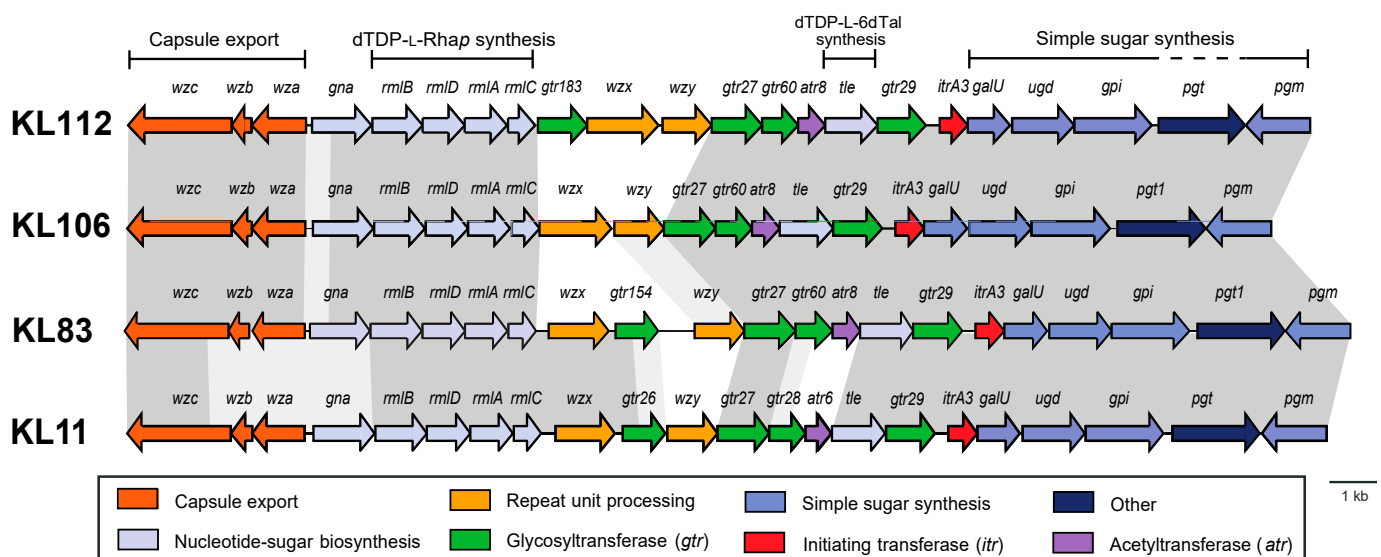 Capsule export
dTDP-L-Rhap synthesis
dTDP-L-6dTal
synthesis
Simple sugar synthesis
wzc wzb wza gna rmlB rmlD rmlA rmlC gtr183 wzx wzy gtr27 gtr60 atr8 tle gtr29 itrA3 galU ugd gpi pgt pgm
KL112
wzc wzb wza gna rmlB rmlD rmlA rmlC wzx wzy gtr27 gtr60 atr8 tle gtr29 itrA3 galU ugd gpi pgt1 pgm
KL106
wzc wzb wza gna rmlB rmlD rmlA rmlC wzx gtr154 wzy gtr27 gtr60 atr8 tle gtr29 itrA3 galU ugd gpi pgt1 pgm
KL83
wzc wzb wza gna rmlB rmlD rmlA rmlC wzx gtr26 wzy gtr27 gtr28 atr6 tle gtr29 itrA3 galU ugd gpi pgt pgm
KL11
Capsule export Repeat unit processing Simple sugar synthesis Other
Nucleotide-sugar biosynthesis Glycosyltransferase (gtr) Initiating transferase (itr) Acetyltransferase (atr)
1 kb